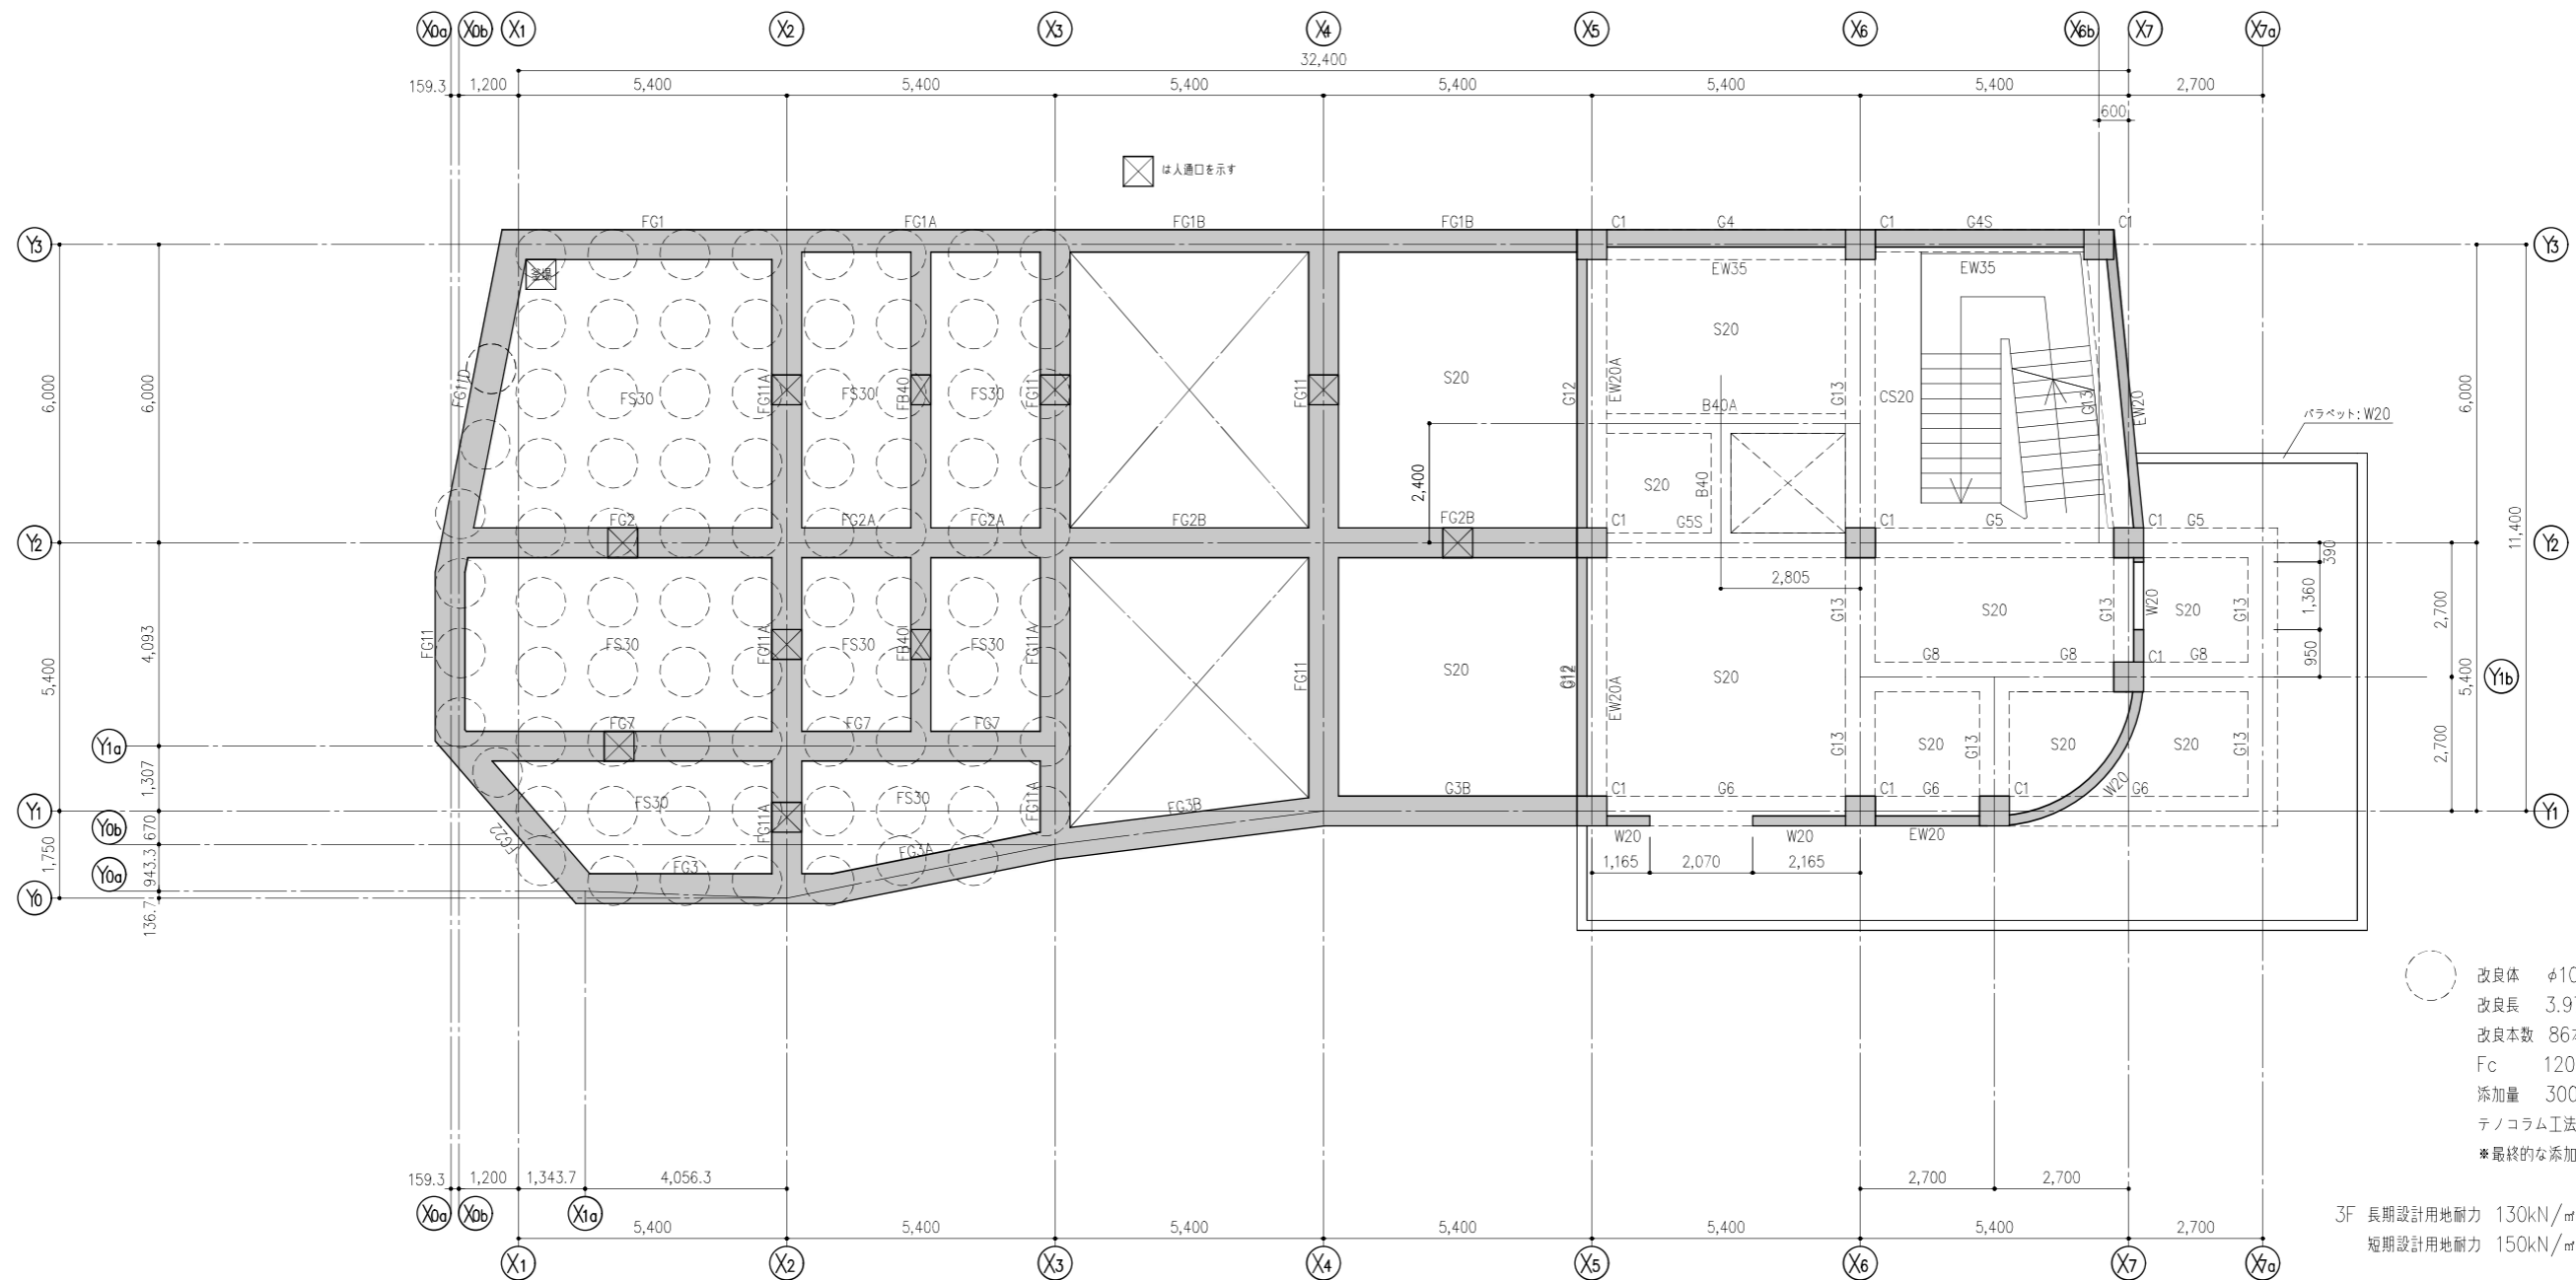 X0a X0b X1 X2 X3 X4 X5 X6 X6b X7 X7a
32,400
159.3 1,200 5,400 5,400 5,400 5,400 5,400 5,400 2,700
600
は人通口を示す
FG1 FG1A FG1B FG1B C1 G4 C1 G4S C1
Y3 Y3
釜場
EW35 EW35
S20
6,000 6,000 FG11D FS30 FG11A FS30 FB40 FS30 FG11 FG11 S20 G12 EW20A G13 CS20 G13 EW20 6,000
B40A
パラペット: W20
2,400 S20 B40
11,400
FG2 FG2A FG2A FG2B FG2B C1 G5S C1 G5 C1 G5
Y2 Y2
390
2,805
1,360
5,400 4,093 FG11 FS30 FG11A FS30 FB40 FS30 FG11A FG11 S20 G12 EW20A S20 G13 S20 G13 W20 S20 G13 2,700
G8 G8 C1 G8
950
Y1b
5,400
FG7 FG7 FG7
Y1a
1,307 G13 S20 G13 S20 S20 G13 2,700
FS30 FG11A FS30 FG11A FG3B G3B C1 G6 C1 G6 C1 W20 G6
Y1 Y1
Y0b
670
W20 W20 EW20
1,750 943.3 FG22 FG3 FG3A
1,165 2,070 2,165
Y0a
Y0
136.7
改良体
改良長
改良本数
Fc
添加量
テノコラム工法
※最終的な添加
159.3 1,200 1,343.7 4,056.3 2,700 2,700
X0a X0b X1a
3F 長期設計用地耐力 130kN/㎡
短期設計用地耐力 150kN/㎡
5,400 5,400 5,400 5,400 5,400 5,400 2,700
X1 X2 X3 X4 X5 X6 X7 X7a